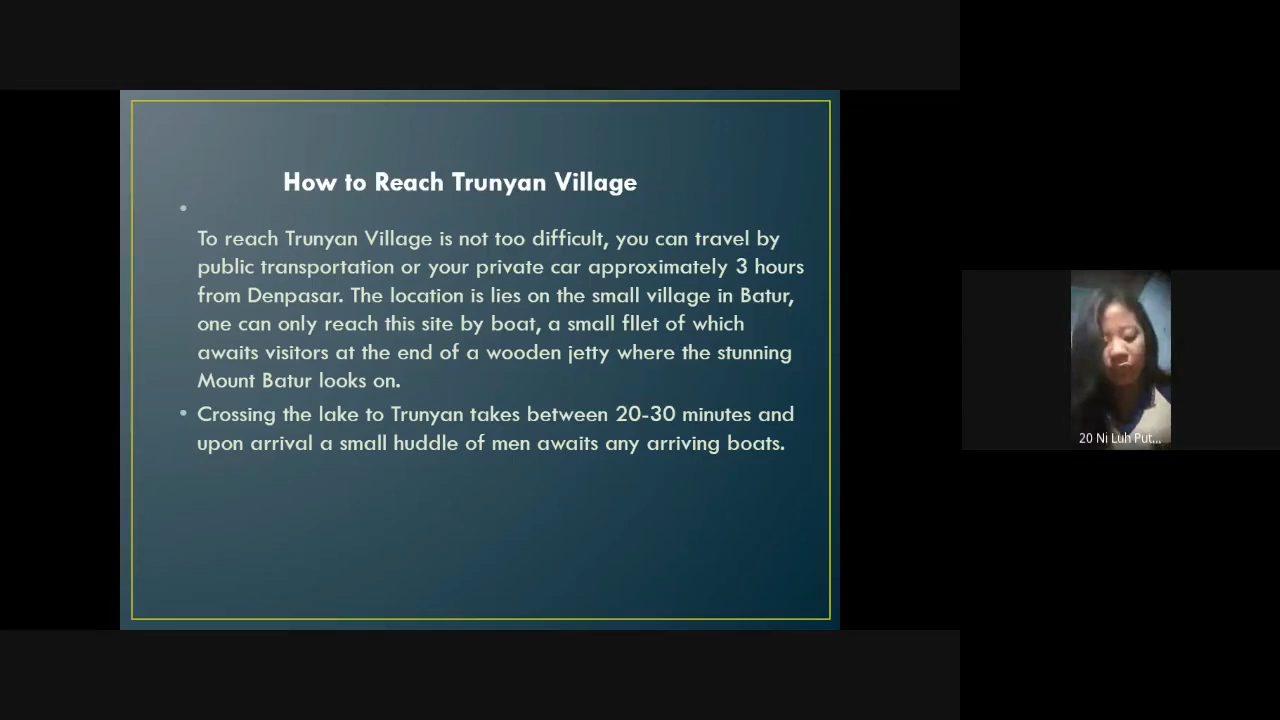 How to Reach Trunyan Village
To reach Trunyan Village is not too difficult, you can travel by
public transportation or your private car approximately 3 hours
from Denpasar. The location is lies on the small village in Batur,
one can only reach this site by boat, a small fllet of which
awaits visitors at the end of a wooden jetty where the stunning
Mount Batur looks on.
Crossing the lake to Trunyan takes between 20-30 minutes and
upon arrival a small huddle of men awaits any arriving boats.
20 Ni Luh Put...